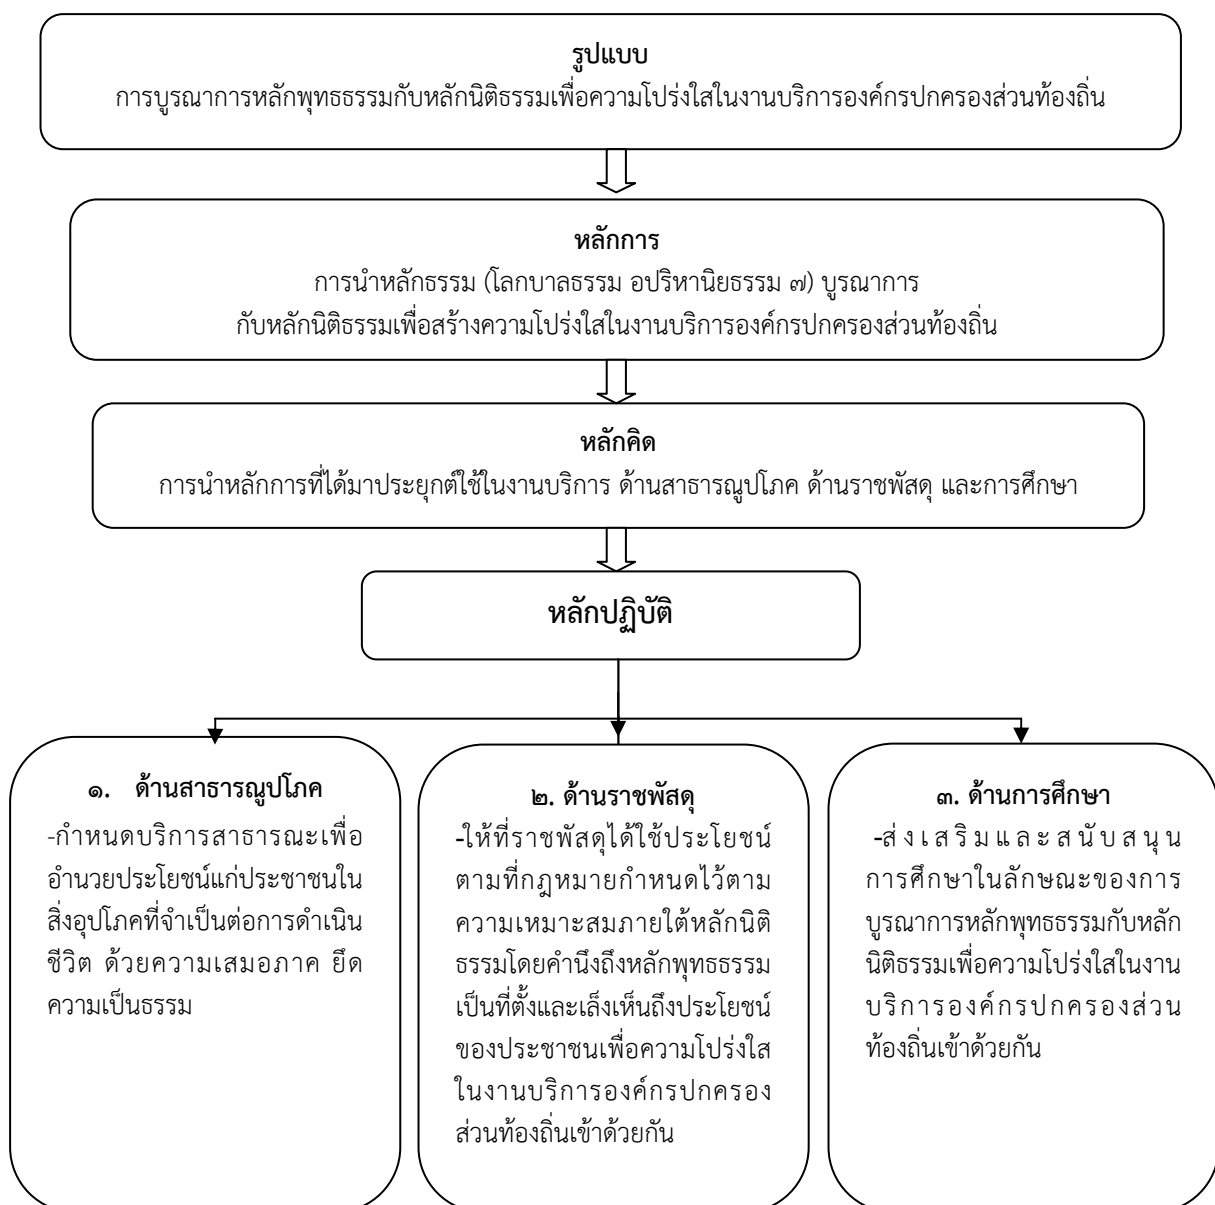 รูปแบบ
การบูรณาการหลักพุทธธรรมกับหลักนิติธรรมเพื่อความโปร่งใสในงานบริการองค์กรปกครองส่วนท้องถิ่น
หลักการ
การนำหลักธรรม (โลกบาลธรรม อปริหานิยธรรม ๗) บูรณาการ
กับหลักนิติธรรมเพื่อสร้างความโปร่งใสในงานบริการองค์กรปกครองส่วนท้องถิ่น
หลักคิด
การนำหลักการที่ได้มาประยุกต์ใช้ในงานบริการ ด้านสาธารณูปโภค ด้านราชพัสดุ และการศึกษา
หลักปฏิบัติ
๑. ด้านสาธารณูปโภค
-กำหนดบริการสาธารณะเพื่อ
อำนวยประโยชน์แก่ประชาชนใน
สิ่งอุปโภคที่จำเป็นต่อการดำเนิน
ชีวิต ด้วยความเสมอภาค ยึด
ความเป็นธรรม
๒. ด้านราชพัสดุ
-ให้ที่ราชพัสดุได้ใช้ประโยชน์
ตามที่กฎหมายกำหนดไว้ตาม
ความเหมาะสมภายใต้หลักนิติ
ธรรมโดยคำนึงถึงหลักพุทธธรรม
เป็นที่ตั้งและเล็งเห็นถึงประโยชน์
ของประชาชนเพื่อความโปร่งใส
ในงานบริการองค์กรปกครอง
ส่วนท้องถิ่นเข้าด้วยกัน
๓. ด้านการศึกษา
-ส่งเสริมและสนับสนุน
การศึกษาในลักษณะของการ
บูรณาการหลักพุทธธรรมกับหลัก
นิติธรรมเพื่อความโปร่งใสในงาน
บริการองค์กรปกครองส่วน
ท้องถิ่นเข้าด้วยกัน